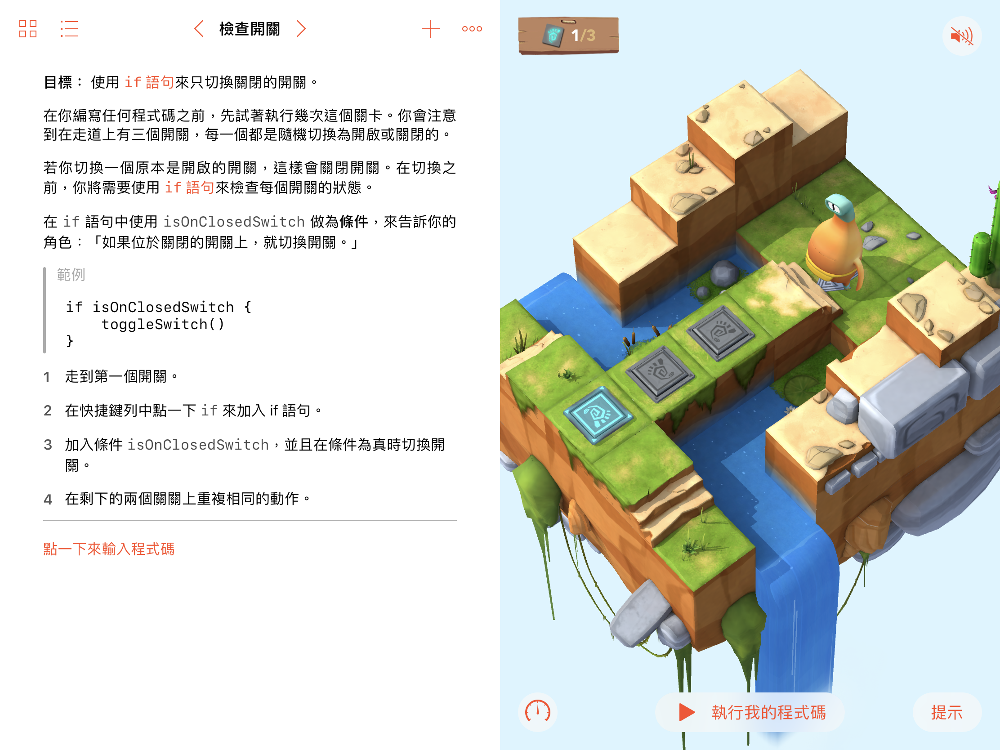 檢查開關
1/3
目標： 使用 if 語句來只切換關閉的開關。
在你編寫任何程式碼之前，先試著執行幾次這個關卡。你會注意
到在走道上有三個開關，每一個都是隨機切換為開啟或關閉的。
若你切換一個原本是開啟的開關，這樣會關閉開關。在切換之
前，你將需要使用 if 語句來檢查每個開關的狀態。
在 if 語句中使用 isOnClosedSwitch 做為條件，來告訴你的
角色：「如果位於關閉的開關上，就切換開關。」
範例
if isOnClosedSwitch {
    toggleSwitch()
}
1 走到第一個開關。
2 在快捷鍵列中點一下 if 來加入 if 語句。
3 加入條件 isOnClosedSwitch，並且在條件為真時切換開
關。
4 在剩下的兩個關關上重複相同的動作。
點一下來輸入程式碼
執行我的程式碼
提示